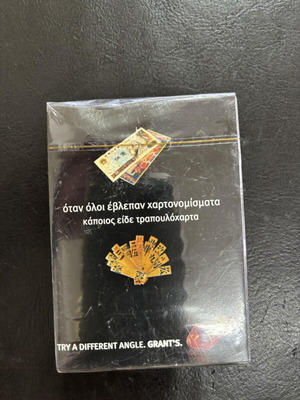 όταν όλοι έβλεπαν χαρτονομίσματα
κάποιος είδε τραπουλόχαρτα
TRY A DIFFERENT ANGLE. GRANT'S.